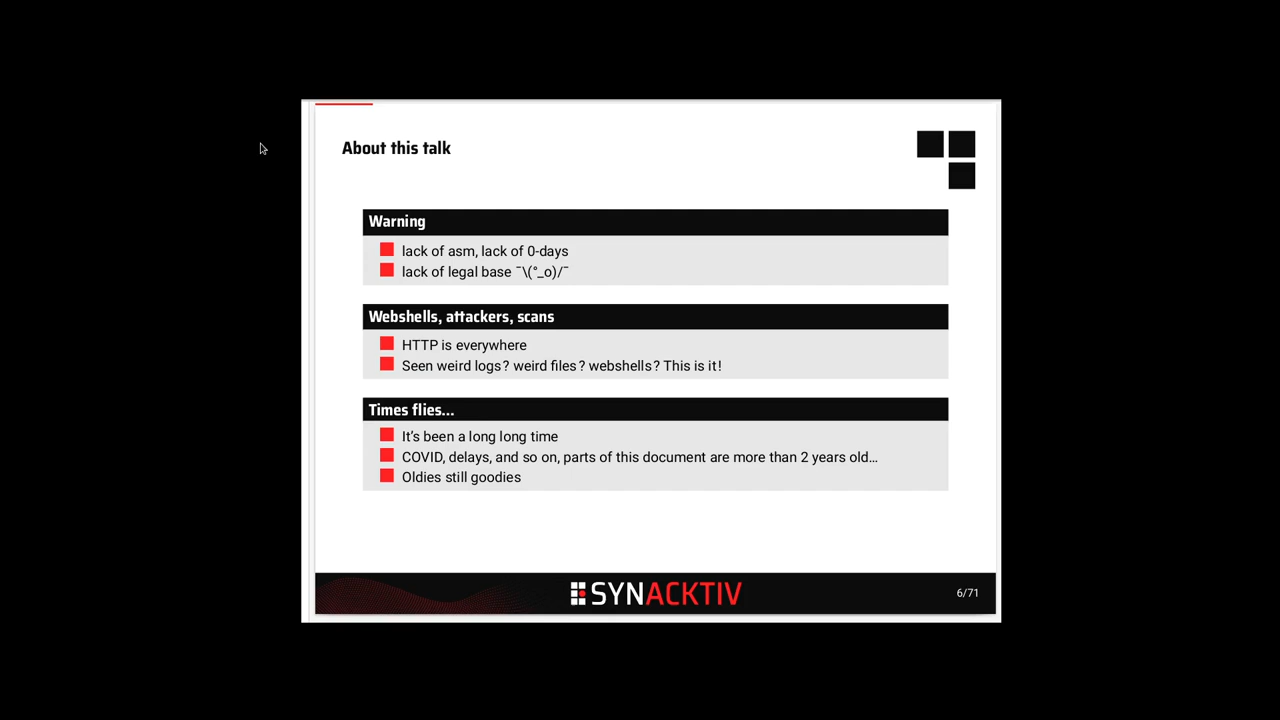 About this talk
Warning
lack of asm, lack of 0-days
lack of legal base ¯\(°_o)/¯
Webshells, attackers, scans
HTTP is everywhere
Seen weird logs? weird files? webshells? This is it!
Times flies...
It's been a long long time
COVID, delays, and so on, parts of this document are more than 2 years old...
Oldies still goodies
SYNACKTIV
6/71